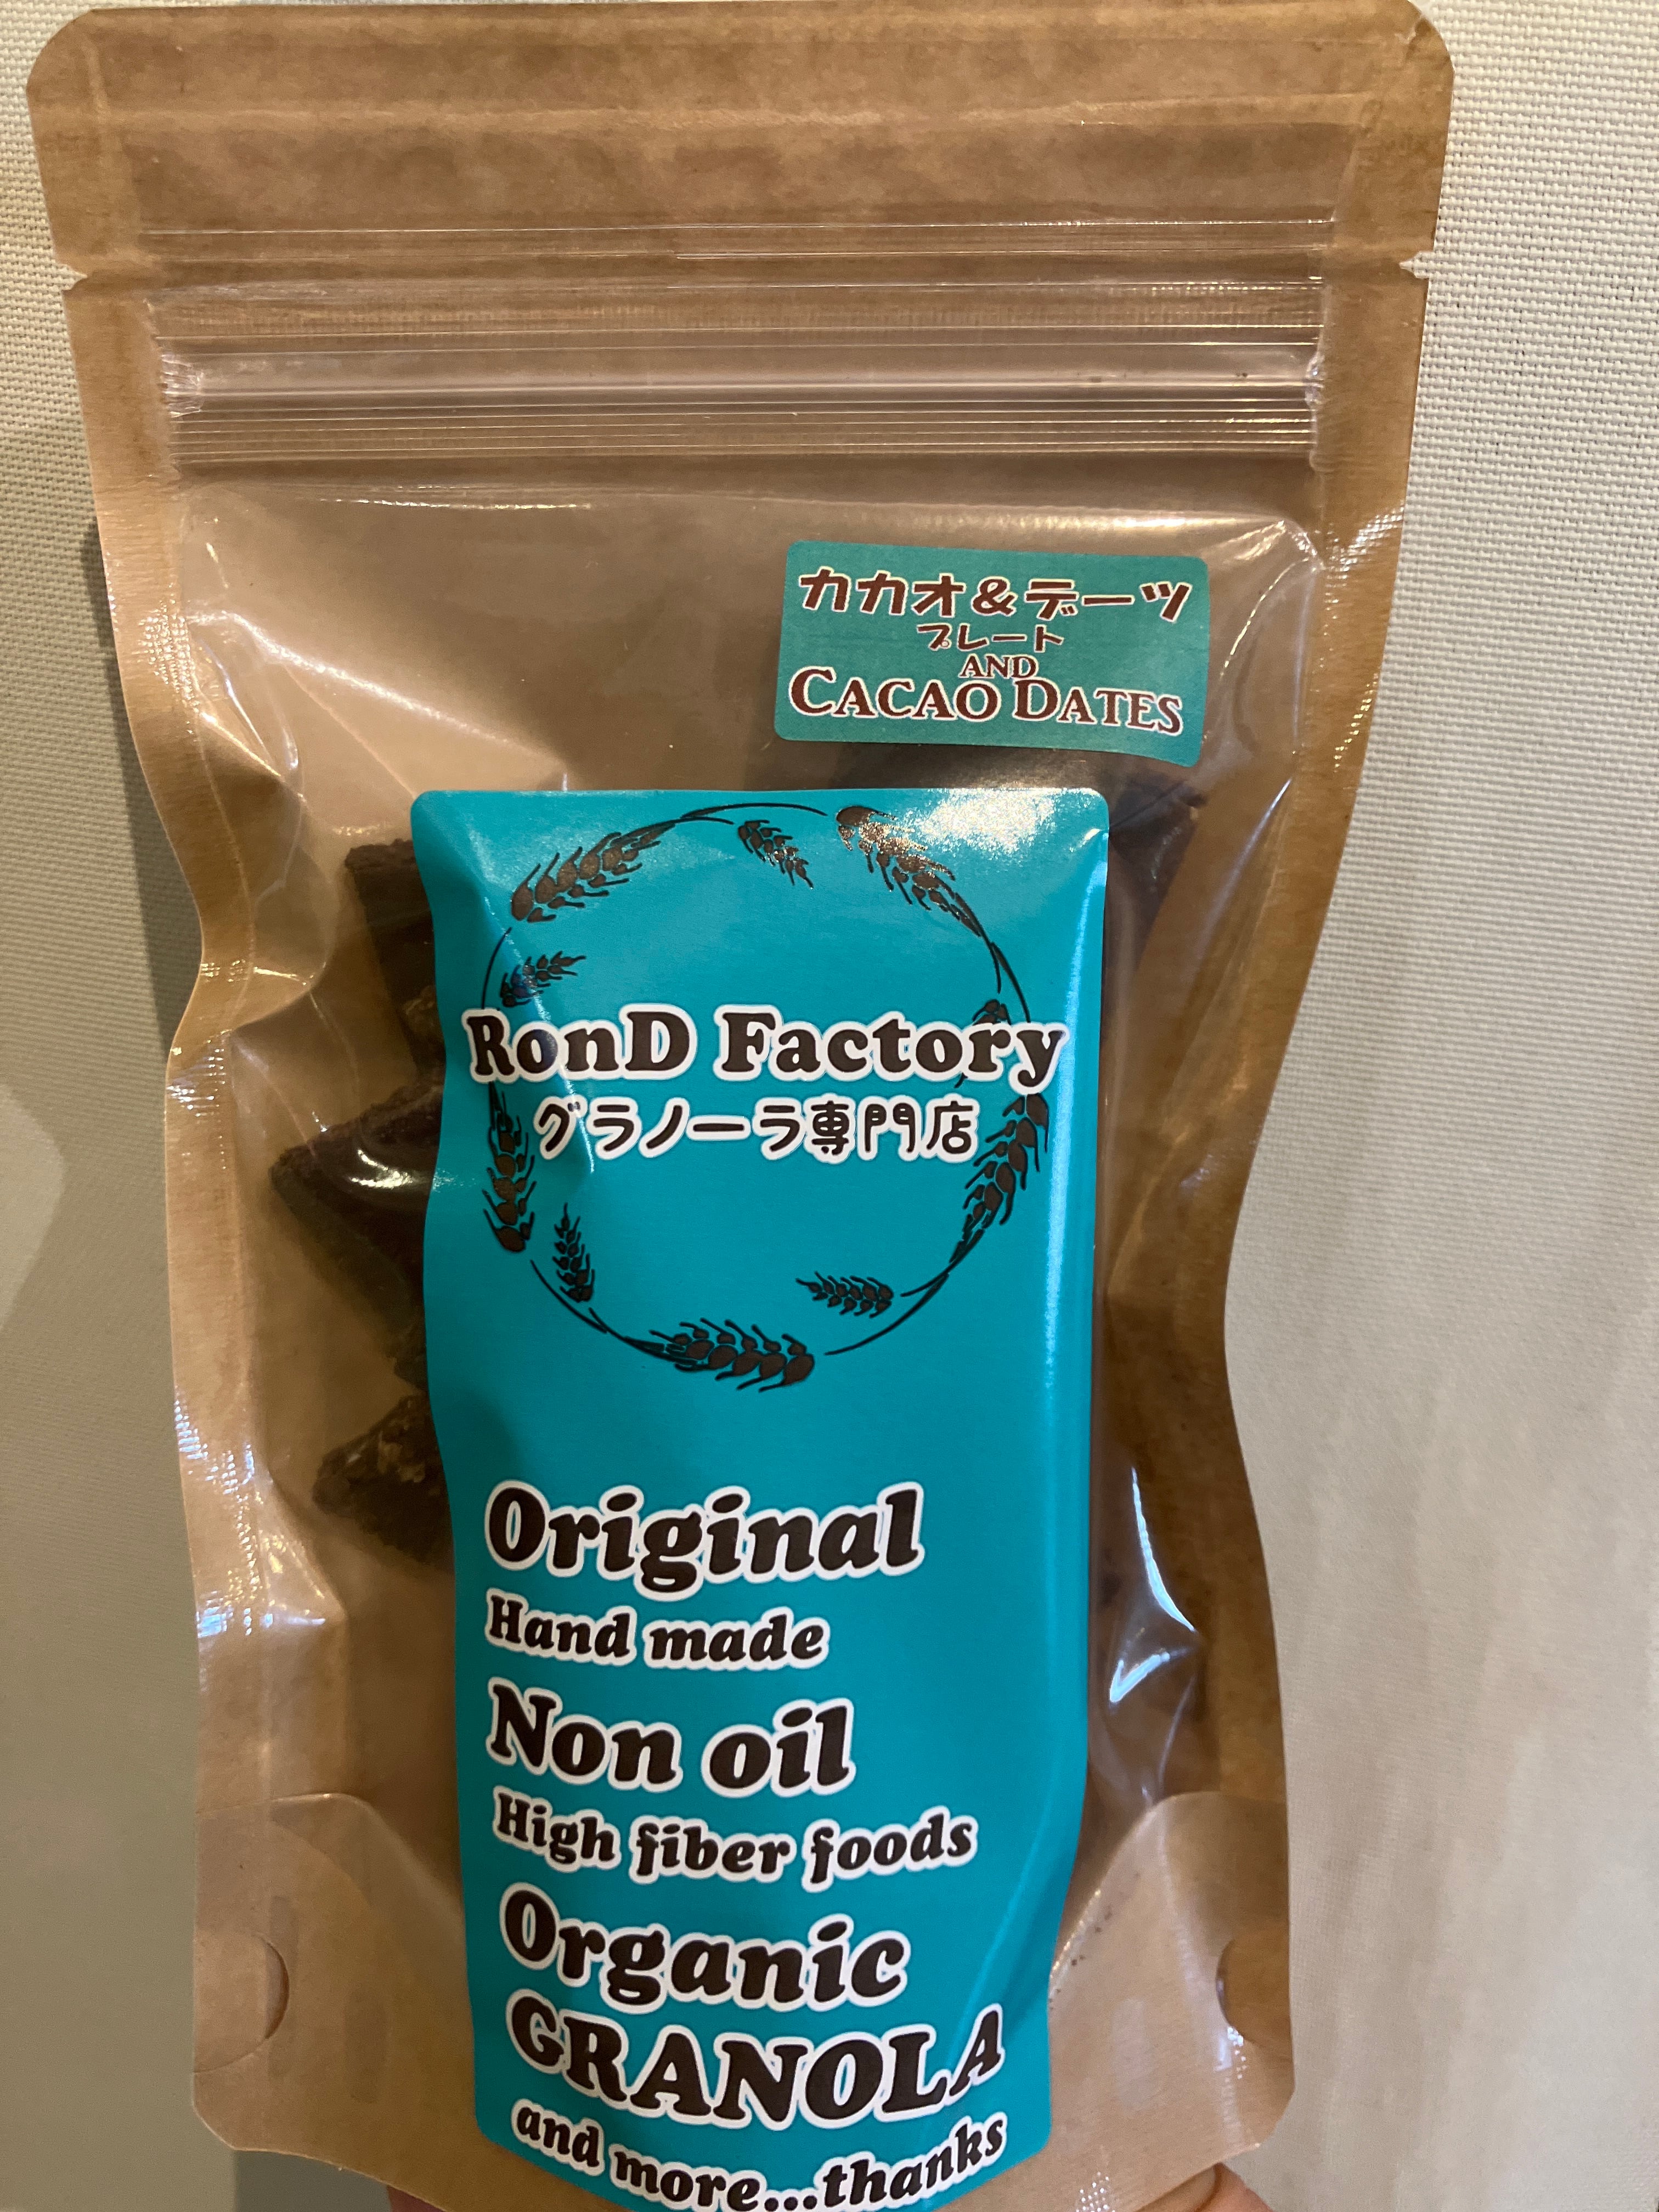 カカオ&デーツ
プレート
AND
CACAO DATES
RonD Factory
グラノーラ専門店
Original
Hand made
Non oil
High fiber foods
Organic
GRANOLA
and more...thanks